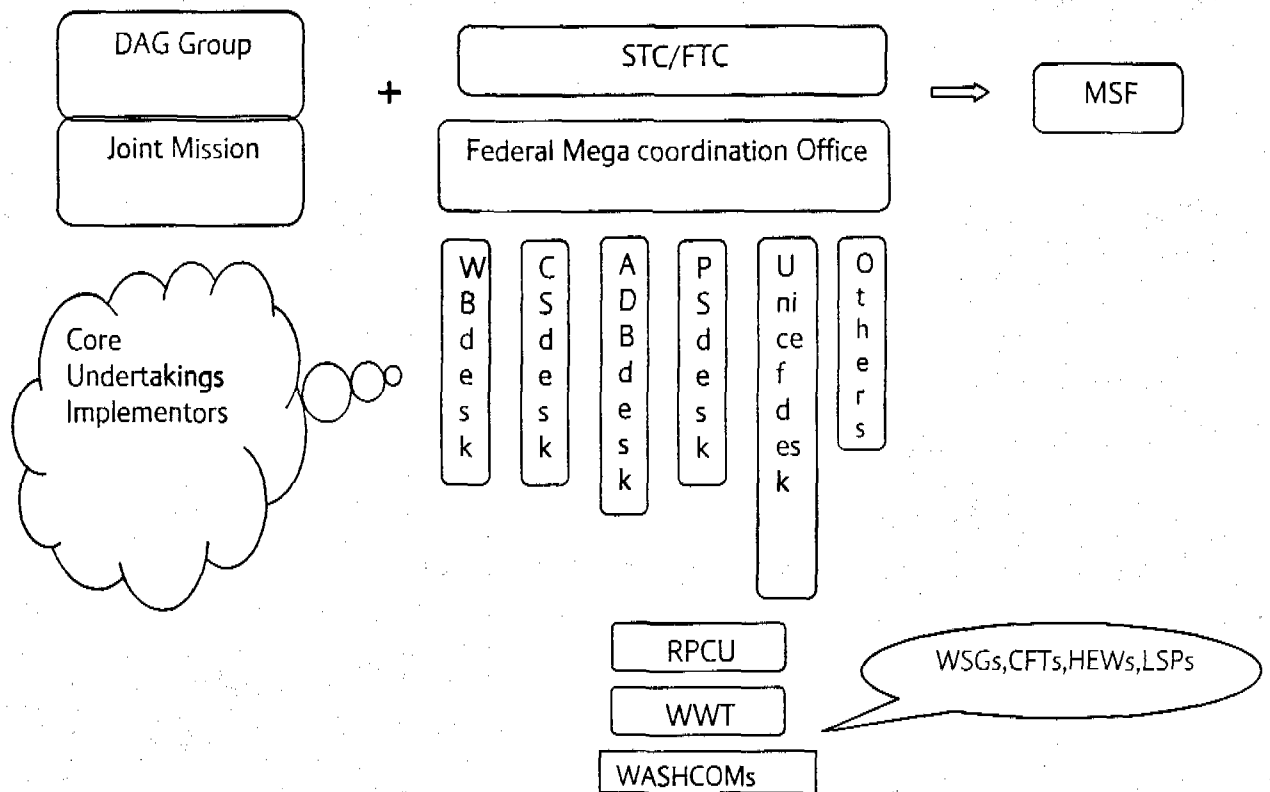 DAG Group
Joint Mission
+
STC/FTC
Federal Mega coordination Office
MSF
Core
Undertakings
Implementors
W
B
d
e
s
k
C
S
d
e
s
k
A
D
B
d
e
s
k
P
S
d
e
s
k
U
ni
ce
f
d
es
k
O
t
h
e
r
s
RPCU
WWT
WASHCOMs
WSGs,CFTs,HEWs,LSPs